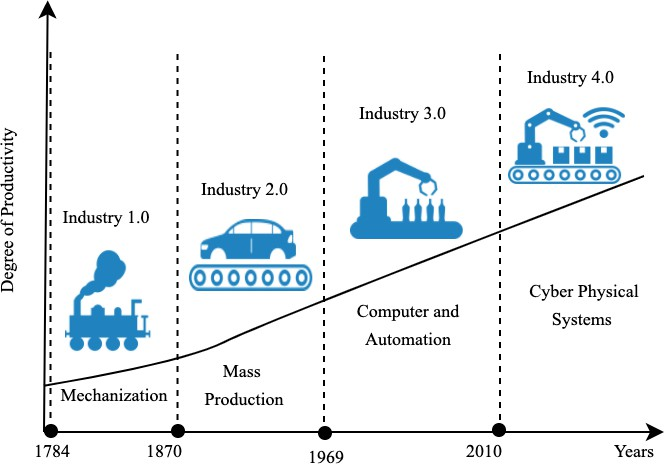 Industry 4.0
Industry 3.0
Industry 2.0
Industry 1.0
Degree of Productivity
Cyber Physical
Systems
Computer and
Automation
Mass
Production
Mechanization
1784
1870
1969
2010
Years